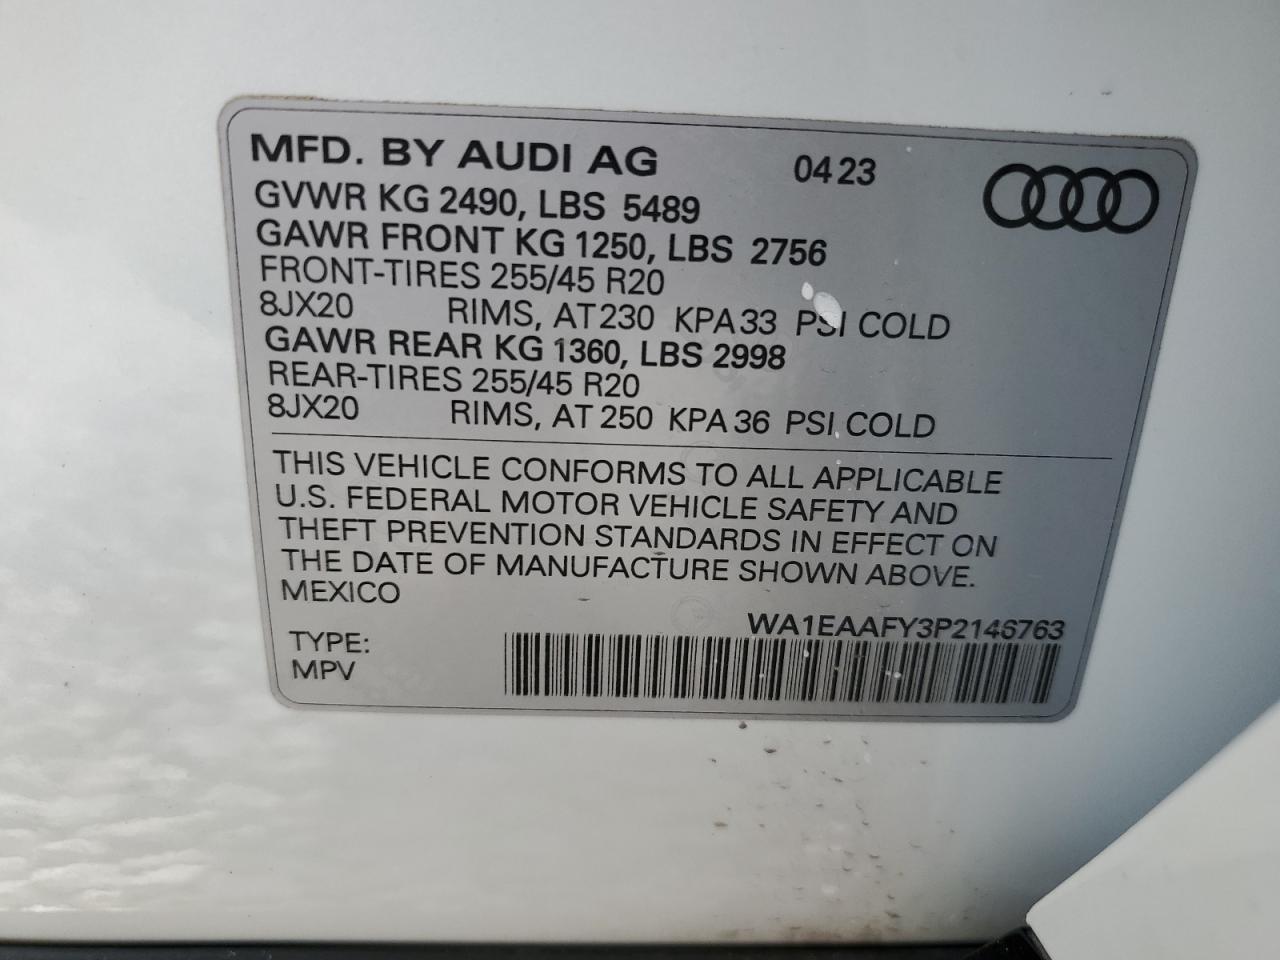 MFD. BY AUDI AG 04 23
GVWR KG 2490, LBS 5489
GAWR FRONT KG 1250, LBS 2756
FRONT-TIRES 255/45 R20
8JX20 RIMS, AT 230 KPA 33 PSI COLD
GAWR REAR KG 1360, LBS 2998
REAR-TIRES 255/45 R20
8JX20 RIMS, AT 250 KPA 36 PSI COLD
THIS VEHICLE CONFORMS TO ALL APPLICABLE
U.S. FEDERAL MOTOR VEHICLE SAFETY AND
THEFT PREVENTION STANDARDS IN EFFECT ON
THE DATE OF MANUFACTURE SHOWN ABOVE.
MEXICO
WA1EAAFY3P2146763
TYPE:
MPV